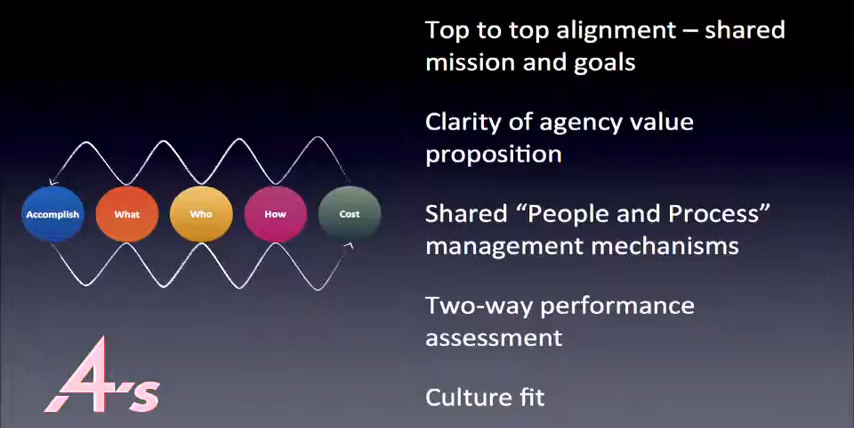 Top to top alignment – shared
mission and goals
Clarity of agency value
proposition
Accomplish What Who How Cost
Shared “People and Process”
management mechanisms
Two-way performance
assessment
4A's
Culture fit